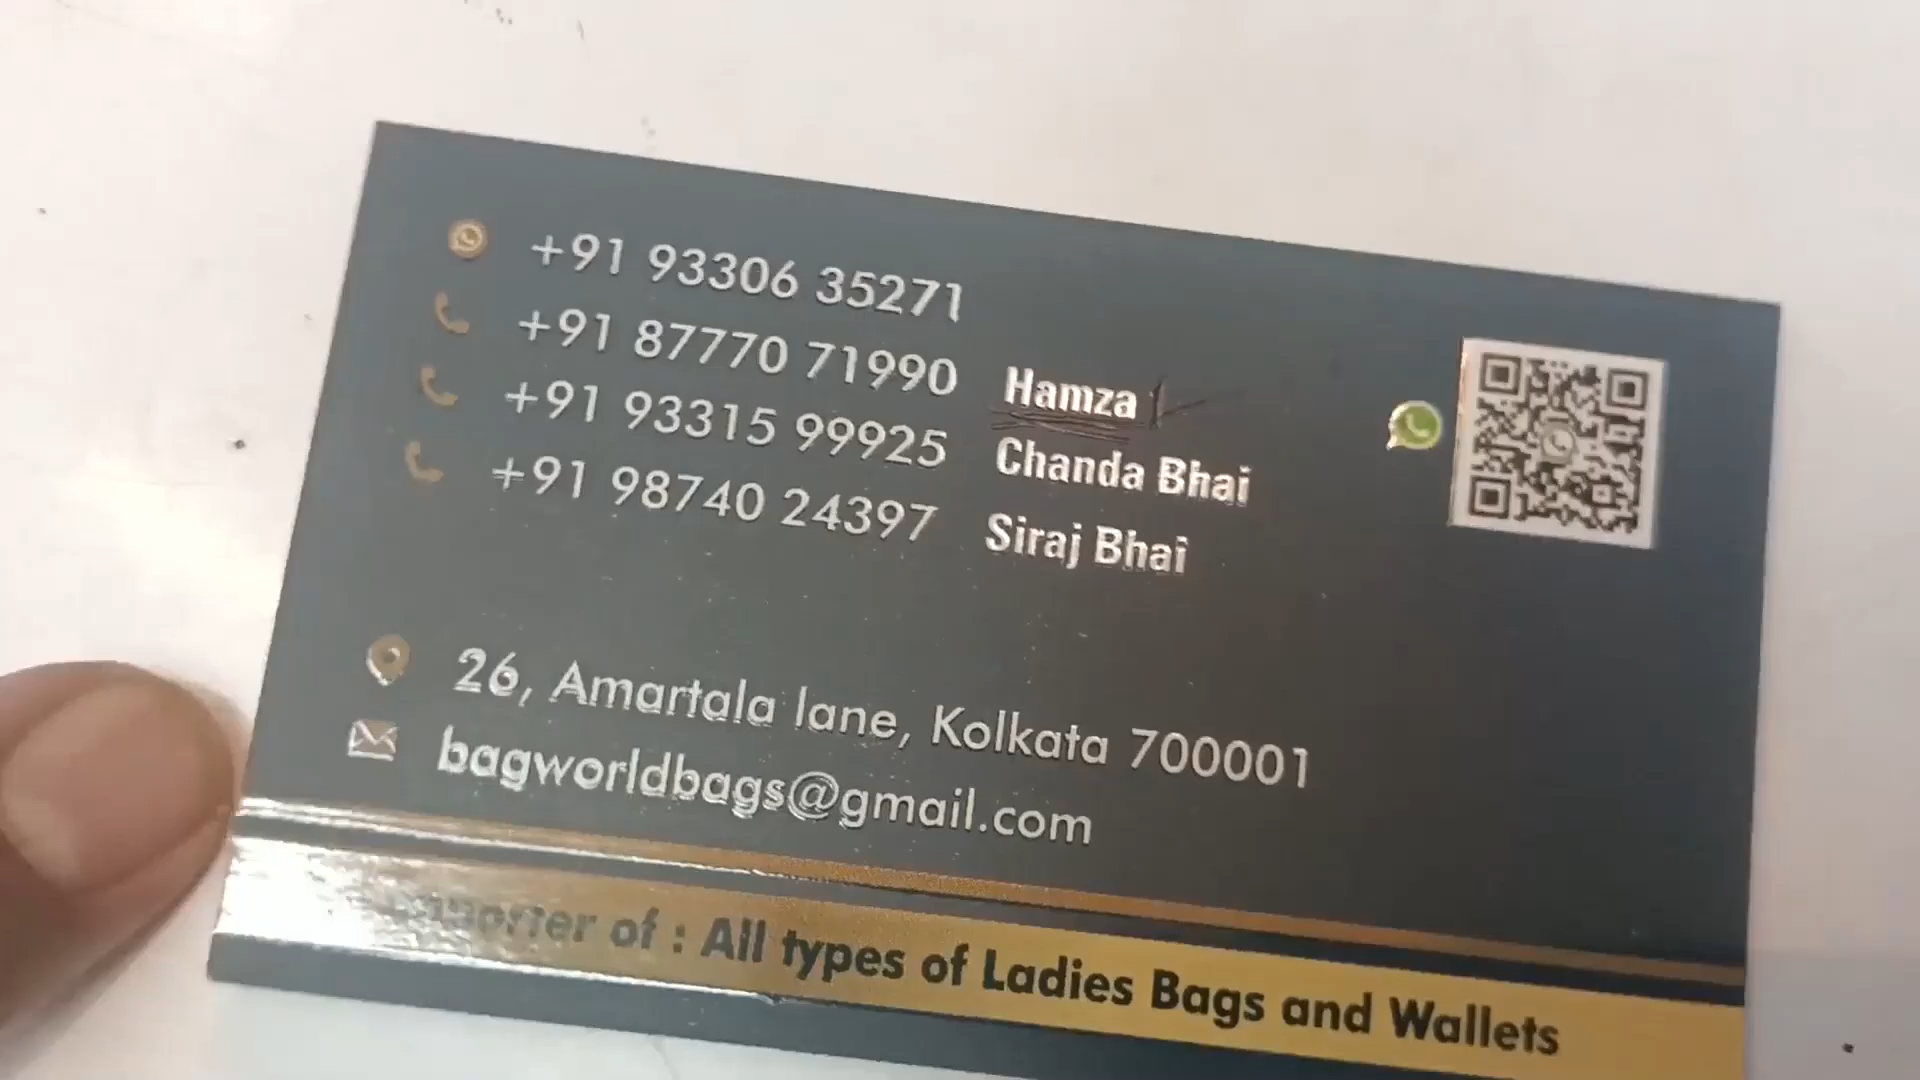 +91 93306 35271
+91 87770 71990 Hamza
+91 93315 99925 Chanda Bhai
+91 98740 24397 Siraj Bhai
26, Amartala lane, Kolkata 700001
bagworldbags@gmail.com
of : All types of Ladies Bags and Wallets